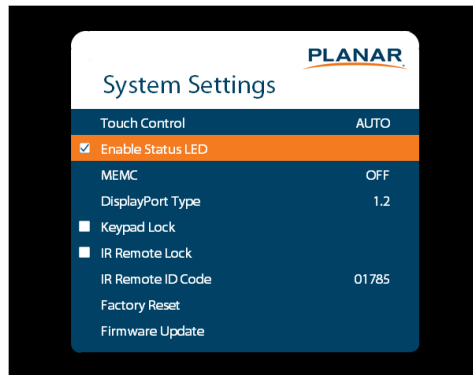 PLANAR
System Settings
Touch Control AUTO
Enable Status LED
MEMC OFF
DisplayPort Type 1.2
Keypad Lock
IR Remote Lock
IR Remote ID Code 01785
Factory Reset
Firmware Update